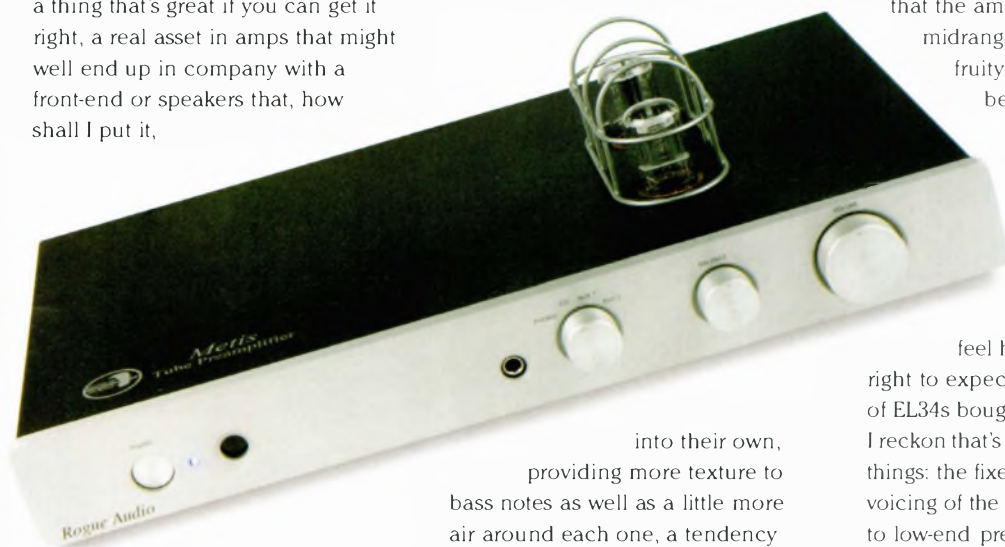 a thing that's great if you can get it
right, a real asset in amps that might
well end up in company with a
front-end or speakers that, how
shall I put it,
into their own,
providing more texture to
bass notes as well as a little more
air around each one, a tendency
that the am
midrang
fruity
be
feel h
right to expec
of EL34s boug
I reckon that's
things: the fixe
voicing of the
to low-end pre
Metis
Tube Preamplifier
Rogue Audio
POWER
PHONO
BALANCE
VOLUME